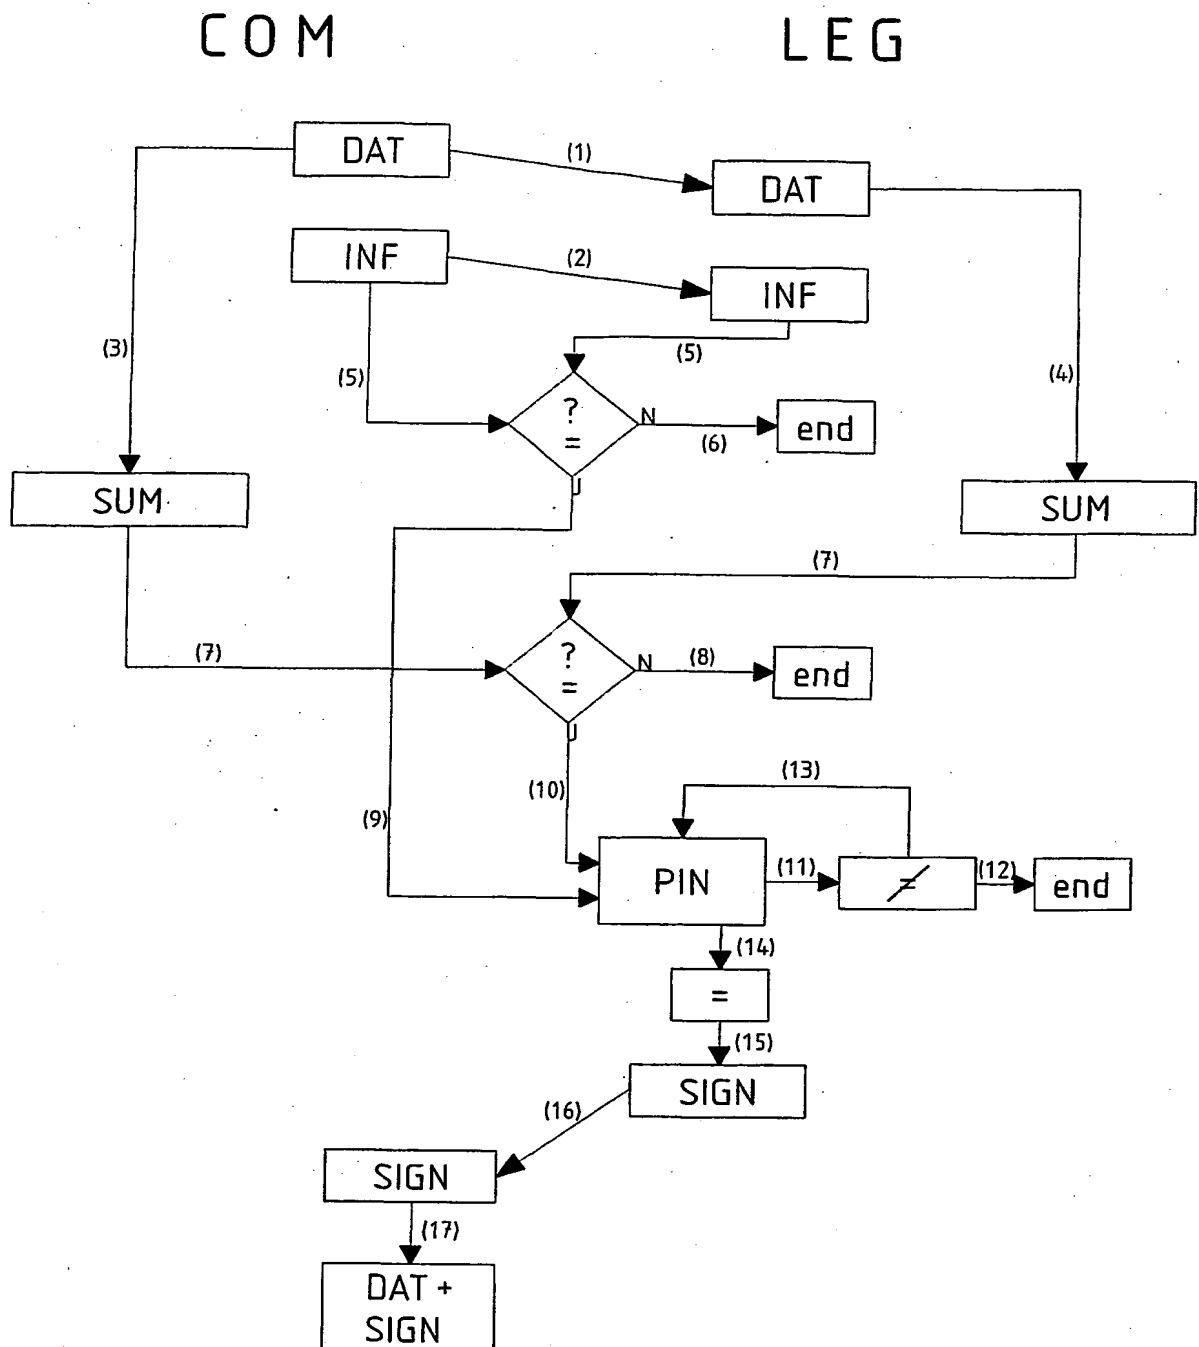 COM LEG
DAT (1) DAT
INF (2) INF
(3) (5) (5) (4)
?
= N (6) end
J
SUM SUM
(7)
(7) ?
= N (8) end
J
(13)
(10)
(9)
PIN (11) = (12) end
(14)
=
(15)
SIGN
(16)
SIGN
(17)
DAT +
SIGN